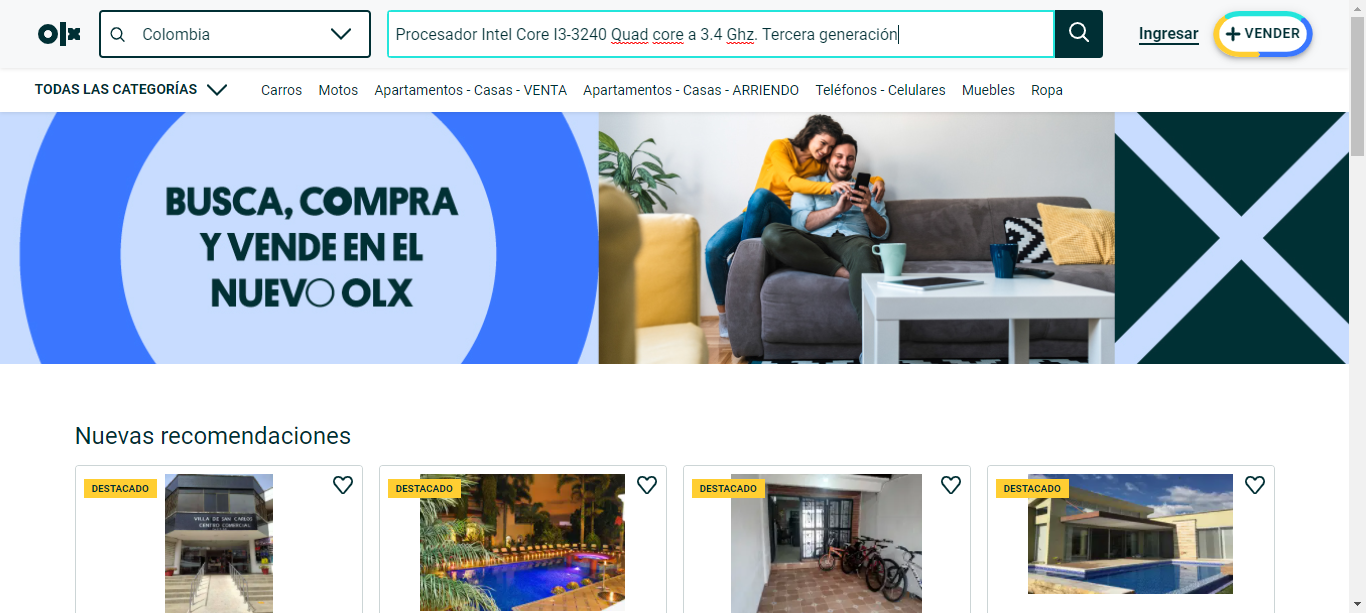 olx
Colombia
Procesador Intel Core I3-3240 Quad core a 3.4 Ghz. Tercera generación
Ingresar
VENDER
TODAS LAS CATEGORÍAS
Carros
Motos
Apartamentos - Casas - VENTA
Apartamentos - Casas - ARRIENDO
Teléfonos - Celulares
Muebles
Ropa
BUSCA, COMPRA
Y VENDE EN EL
NUEVO OLX
Nuevas recomendaciones
DESTACADO
VILLA DE SAN CARLOS
CENTRO COMERCIAL
DESTACADO
DESTACADO
DESTACADO